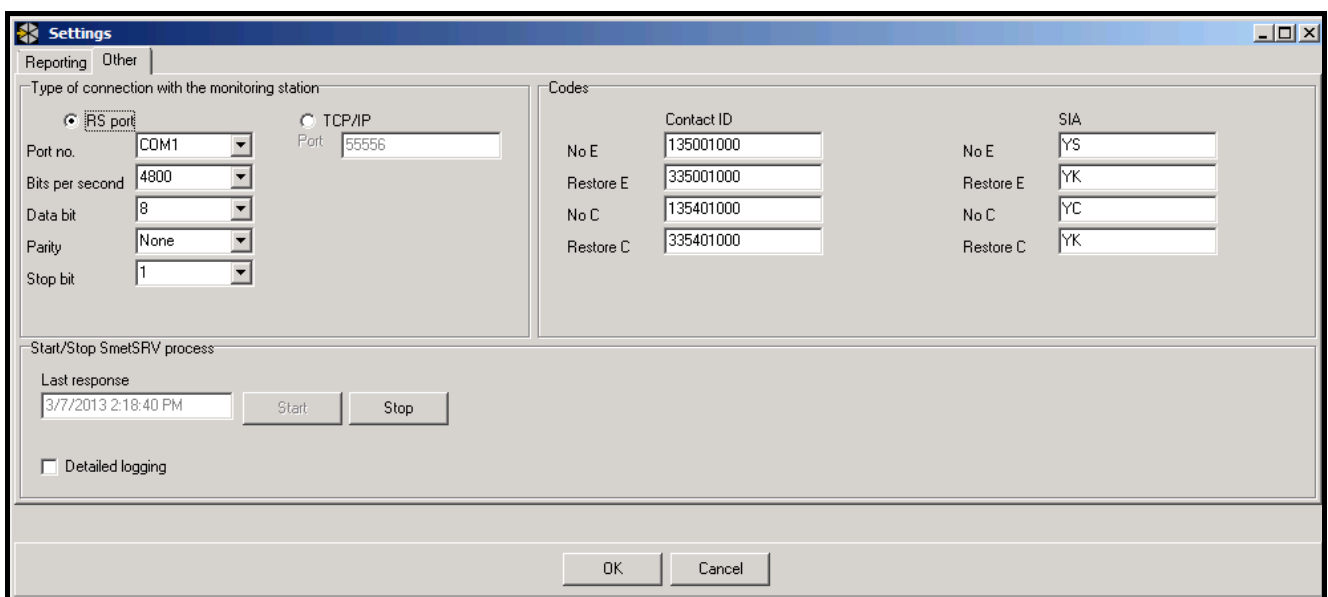 Settings
Reporting Other
Type of connection with the monitoring station
RS port TCP/IP
Port no. COM1 Port 55556
Bits per second 4800
Data bit 8
Parity None
Stop bit 1
Codes
Contact ID SIA
No E 135001000 No E YS
Restore E 335001000 Restore E YK
No C 135401000 No C YC
Restore C 335401000 Restore C YK
Start/Stop SmetSRV process
Last response
3/7/2013 2:18:40 PM Start Stop
Detailed logging
OK Cancel